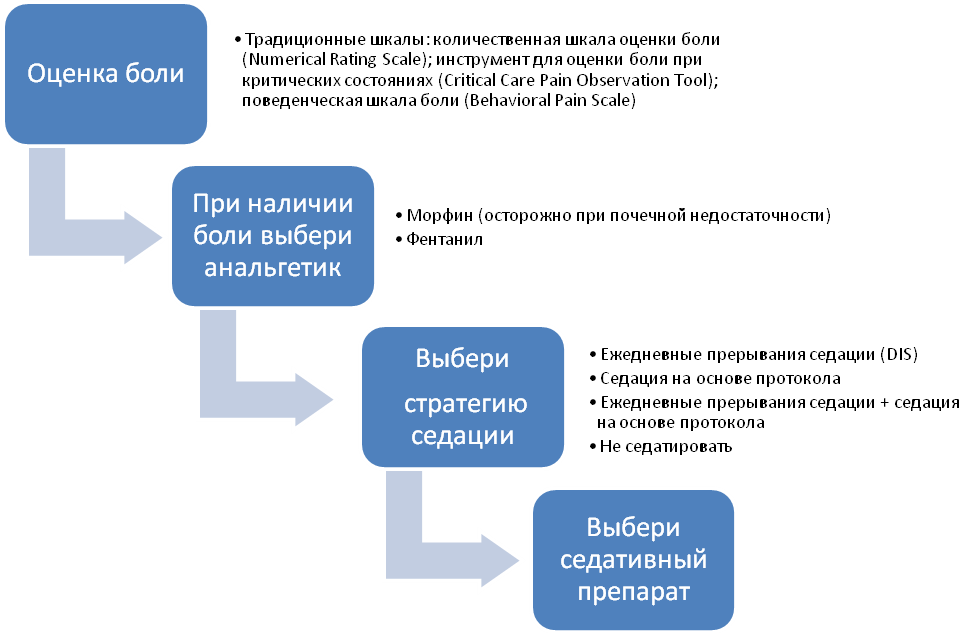 Оценка боли
• Традиционные шкалы: количественная шкала оценки боли
(Numerical Rating Scale); инструмент для оценки боли при
критических состояниях (Critical Care Pain Observation Tool);
поведенческая шкала боли (Behavioral Pain Scale)
При наличии
боли выбери
анальгетик
• Морфин (осторожно при почечной недостаточности)
• Фентанил
Выбери
стратегию
седации
• Ежедневные прерывания седации (DIS)
• Седация на основе протокола
• Ежедневные прерывания седации + седация
на основе протокола
• Не седатировать
Выбери
седативный
препарат